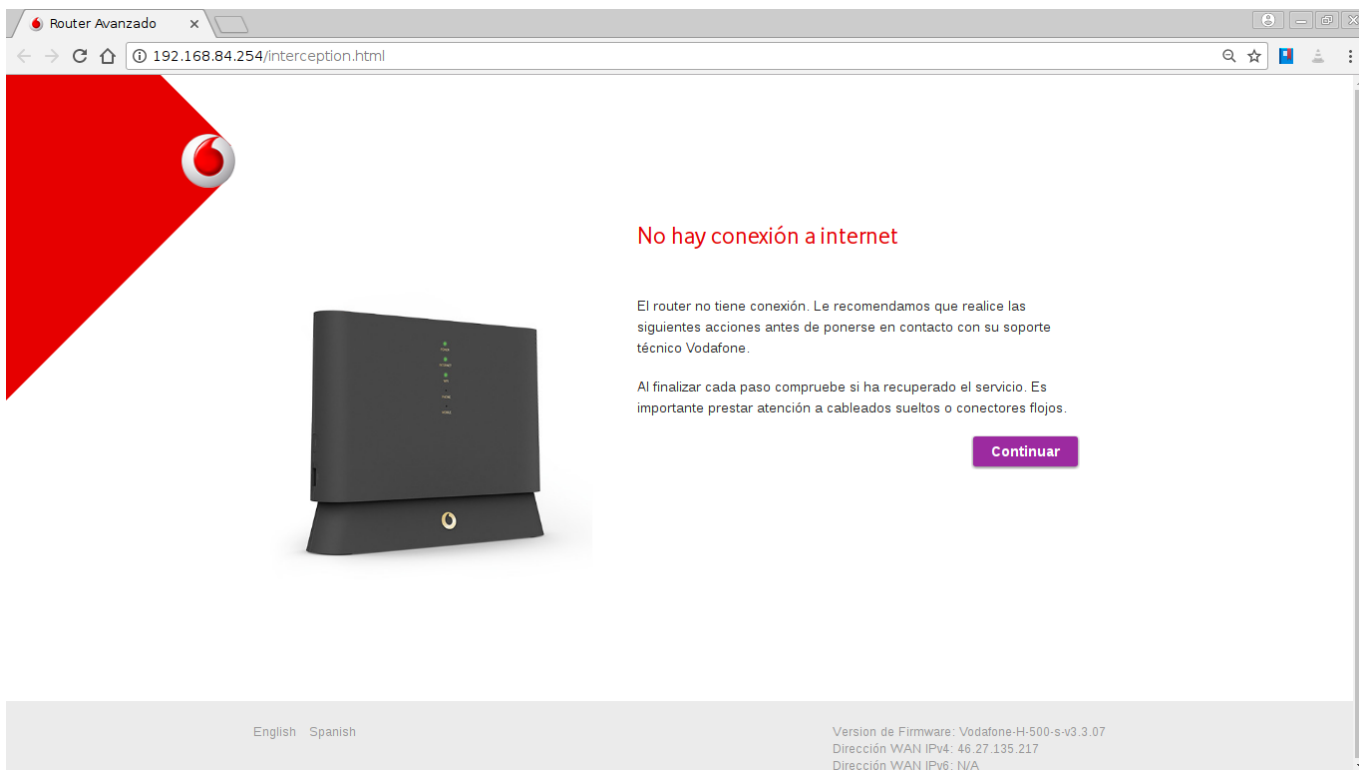 Router Avanzado
192.168.84.254/interception.html
No hay conexión a internet
El router no tiene conexión. Le recomendamos que realice las
siguientes acciones antes de ponerse en contacto con su soporte
técnico Vodafone.
Al finalizar cada paso compruebe si ha recuperado el servicio. Es
importante prestar atención a cableados sueltos o conectores flojos.
Continuar
English Spanish
Version de Firmware: Vodafone-H-500-s-v3.3.07
Dirección WAN IPv4: 46.27.135.217
Dirección WAN IPv6: N/A